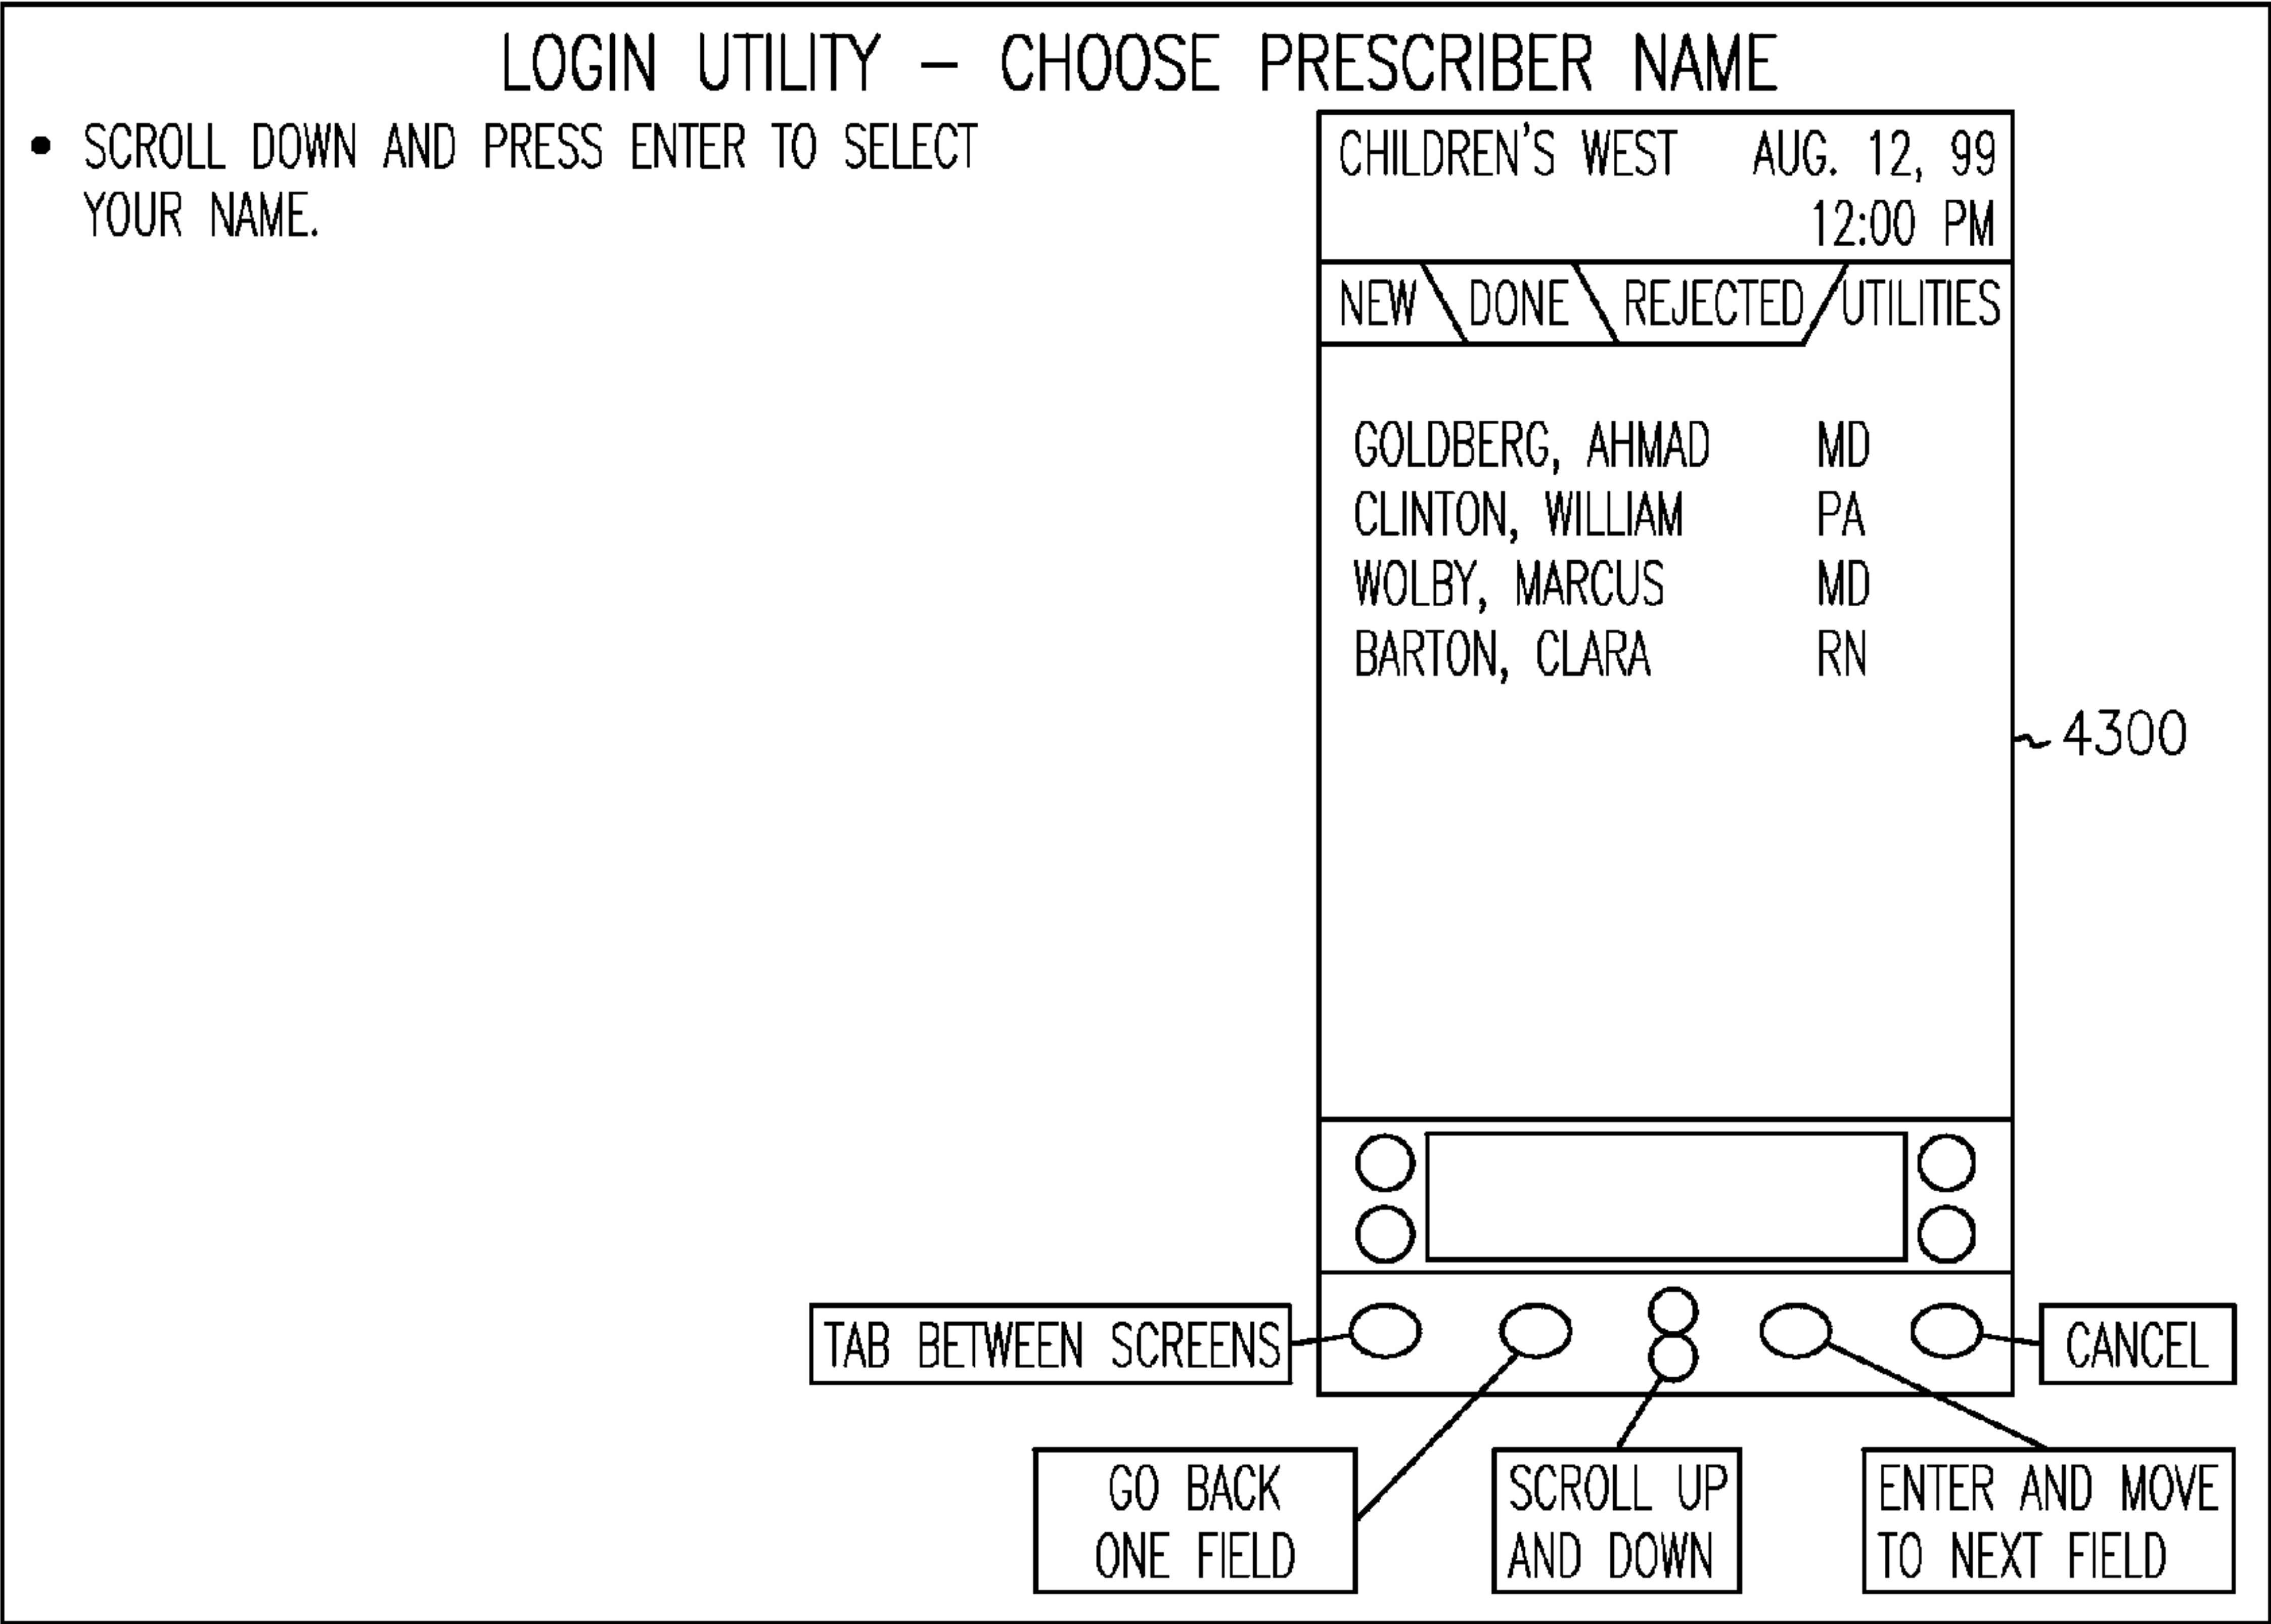 LOGIN UTILITY – CHOOSE PRESCRIBER NAME
• SCROLL DOWN AND PRESS ENTER TO SELECT
YOUR NAME.
CHILDREN'S WEST AUG. 12, 99
12:00 PM
NEW DONE REJECTED UTILITIES
GOLDBERG, AHMAD MD
CLINTON, WILLIAM PA
WOLBY, MARCUS MD
BARTON, CLARA RN
4300
TAB BETWEEN SCREENS
CANCEL
GO BACK
ONE FIELD
SCROLL UP
AND DOWN
ENTER AND MOVE
TO NEXT FIELD